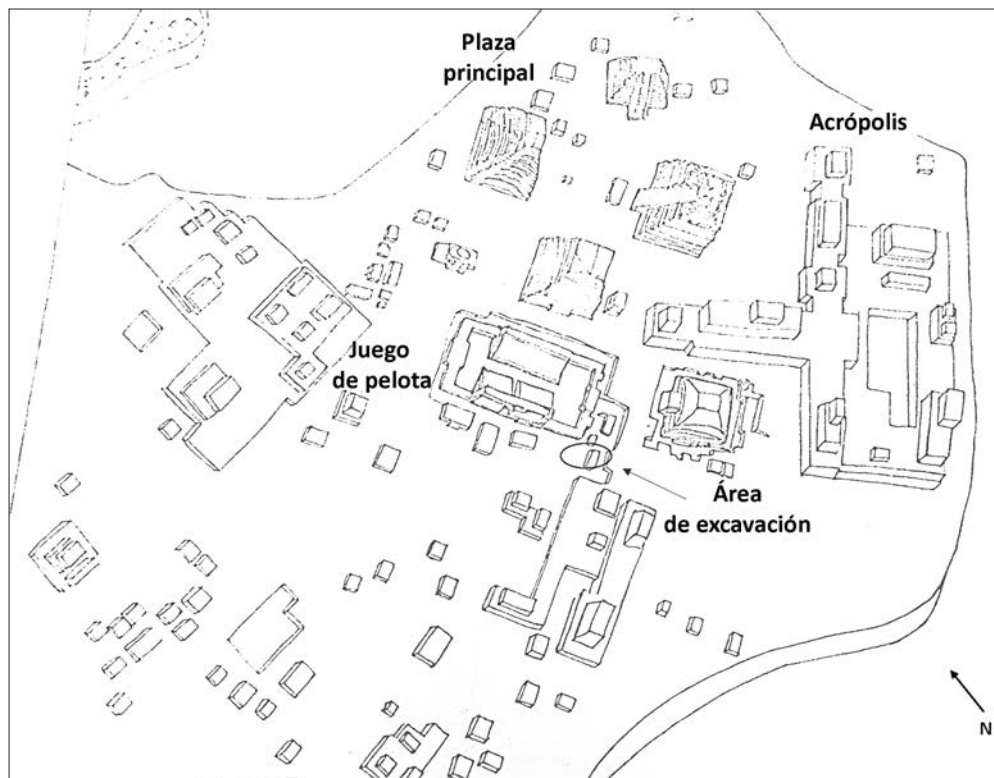 Plaza
principal
Acrópolis
Juego
de pelota
Área
de excavación
N